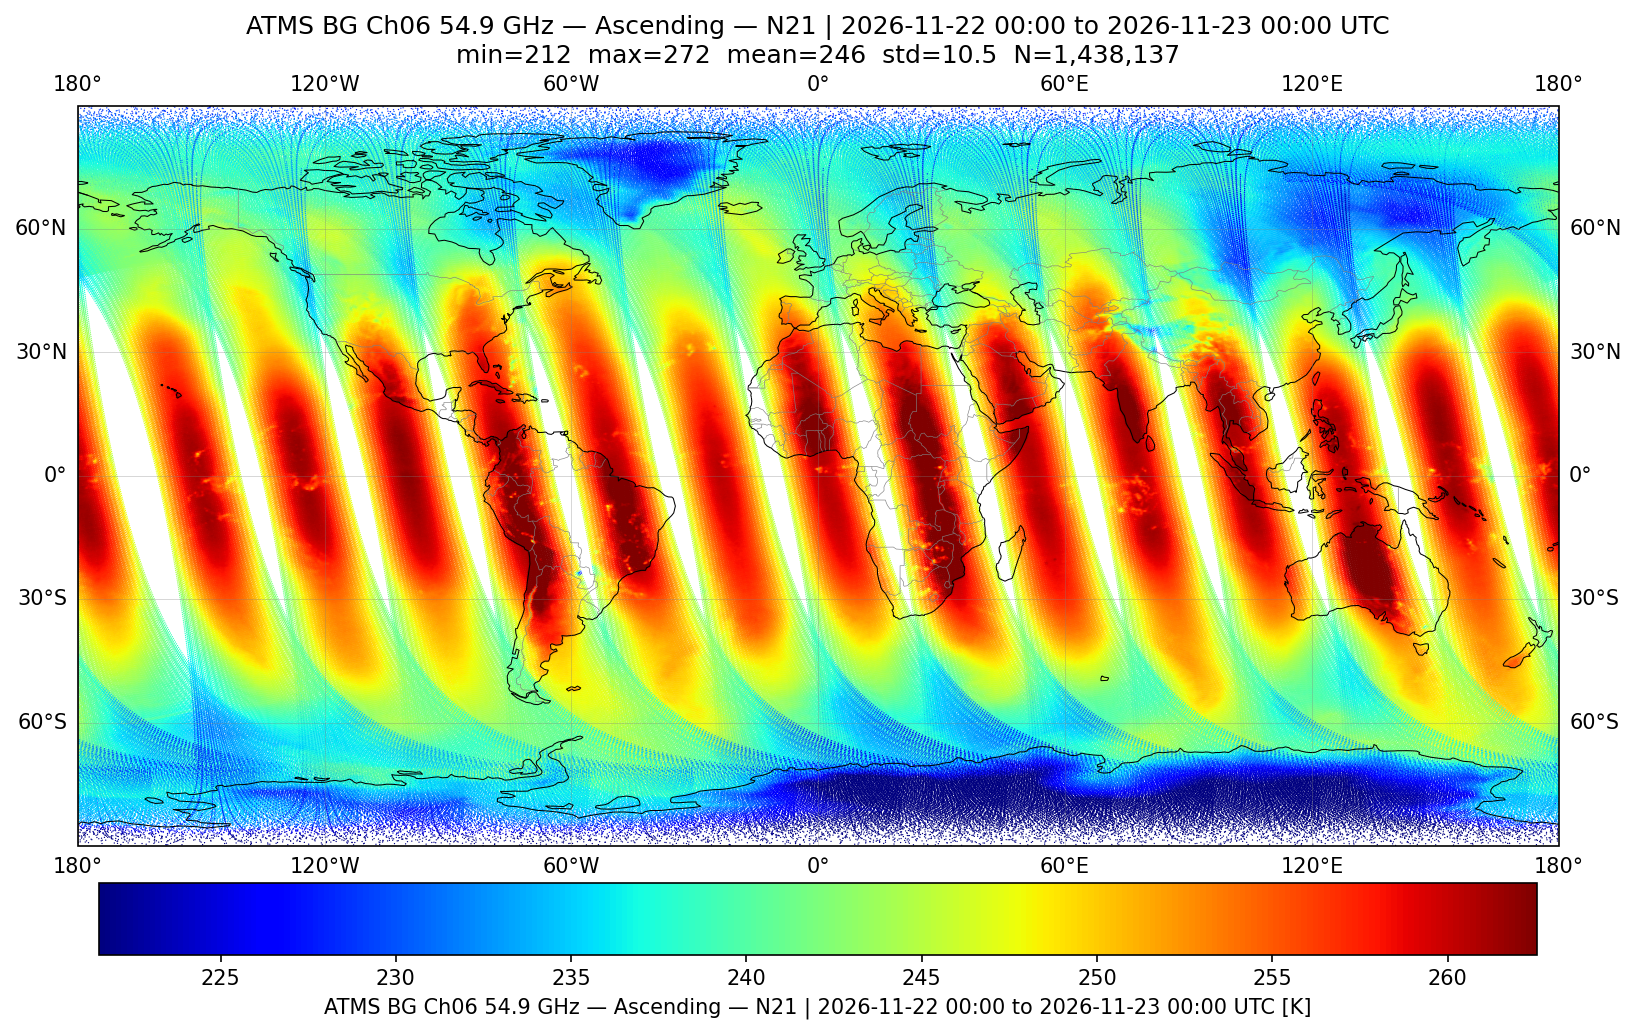 ATMS BG Ch06 54.9 GHz — Ascending — N21 | 2026-11-22 00:00 to 2026-11-23 00:00 UTC
min=212 max=272 mean=246 std=10.5 N=1,438,137
180° 120°W 60°W 0° 60°E 120°E 180°
60°N 60°N
30°N 30°N
0° 0°
30°S 30°S
60°S 60°S
180° 120°W 60°W 0° 60°E 120°E 180°
225 230 235 240 245 250 255 260
ATMS BG Ch06 54.9 GHz — Ascending — N21 | 2026-11-22 00:00 to 2026-11-23 00:00 UTC [K]